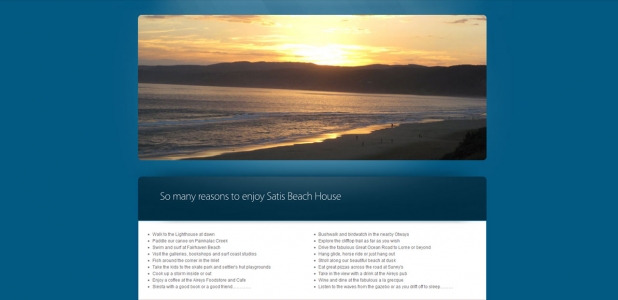 So many reasons to enjoy Satis Beach House
Walk to the Lighthouse at dawn
Paddle our canoe on Painkalac Creek
Swim and surf at Fairhaven Beach
Visit the galleries, bookshops and surf coast studios
Fish around the corner in the inlet
Take the kids to the skate park and settler's hut playgrounds
Cook up a storm inside or out
Enjoy a coffee at the Aireys Foodstore and Cafe
Siesta with a good book or a good friend
Bushwalk and birdwatch in the nearby Otways
Explore the clifftop trail as far as you wish
Drive the fabulous Great Ocean Road to Lorne or beyond
Hang glide, horse ride or just hang out
Stroll along our beautiful beach at dusk
Eat great pizzas across the road at Danny's
Take in the view with a drink at the Aireys pub
Wine and dine at the fabulous a la grecque
Listen to the waves from the gazebo or as you drift off to sleep